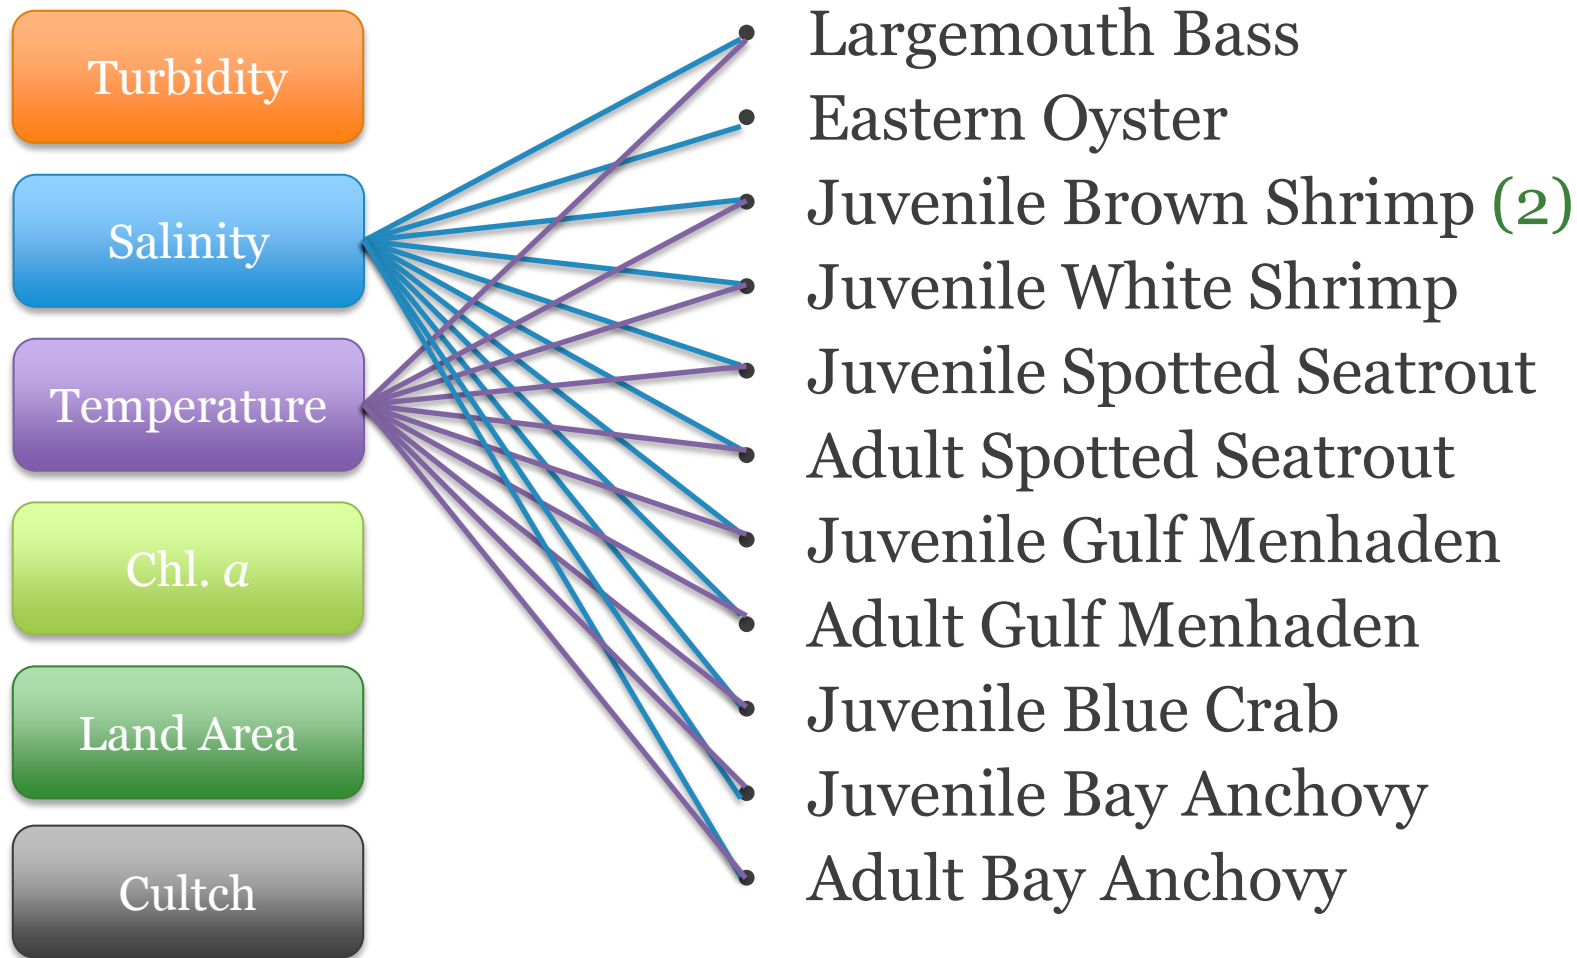 Turbidity
Salinity
Temperature
Chl. a
Land Area
Cultch
Largemouth Bass
Eastern Oyster
Juvenile Brown Shrimp (2)
Juvenile White Shrimp
Juvenile Spotted Seatrout
Adult Spotted Seatrout
Juvenile Gulf Menhaden
Adult Gulf Menhaden
Juvenile Blue Crab
Juvenile Bay Anchovy
Adult Bay Anchovy